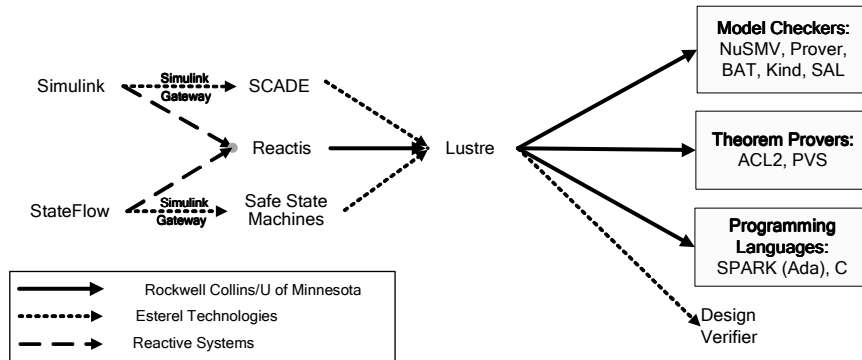 Model Checkers:
NuSMV, Prover,
BAT, Kind, SAL
Simulink
Simulink
Gateway
SCADE
Reactis
Lustre
Theorem Provers:
ACL2, PVS
StateFlow
Simulink
Gateway
Safe State
Machines
Programming
Languages:
SPARK (Ada), C
Rockwell Collins/U of Minnesota
Esterel Technologies
Reactive Systems
Design
Verifier